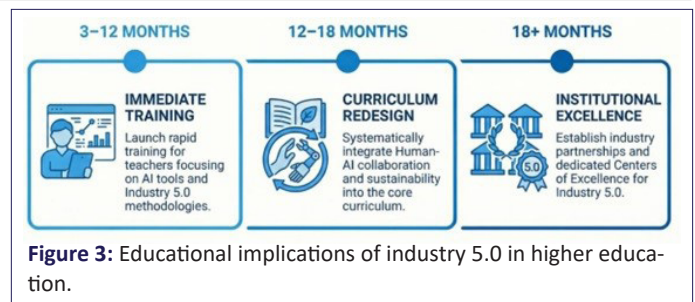 3–12 MONTHS
12–18 MONTHS
18+ MONTHS
IMMEDIATE
TRAINING
Launch rapid
training for
teachers focusing
on AI tools and
Industry 5.0
methodologies.
CURRICULUM
REDESIGN
Systematically
integrate Human-
AI collaboration
and sustainability
into the core
curriculum.
INSTITUTIONAL
EXCELLENCE
Establish industry
partnerships and
dedicated Centers
of Excellence for
Industry 5.0.
5.0
Figure 3: Educational implications of industry 5.0 in higher educa-
tion.